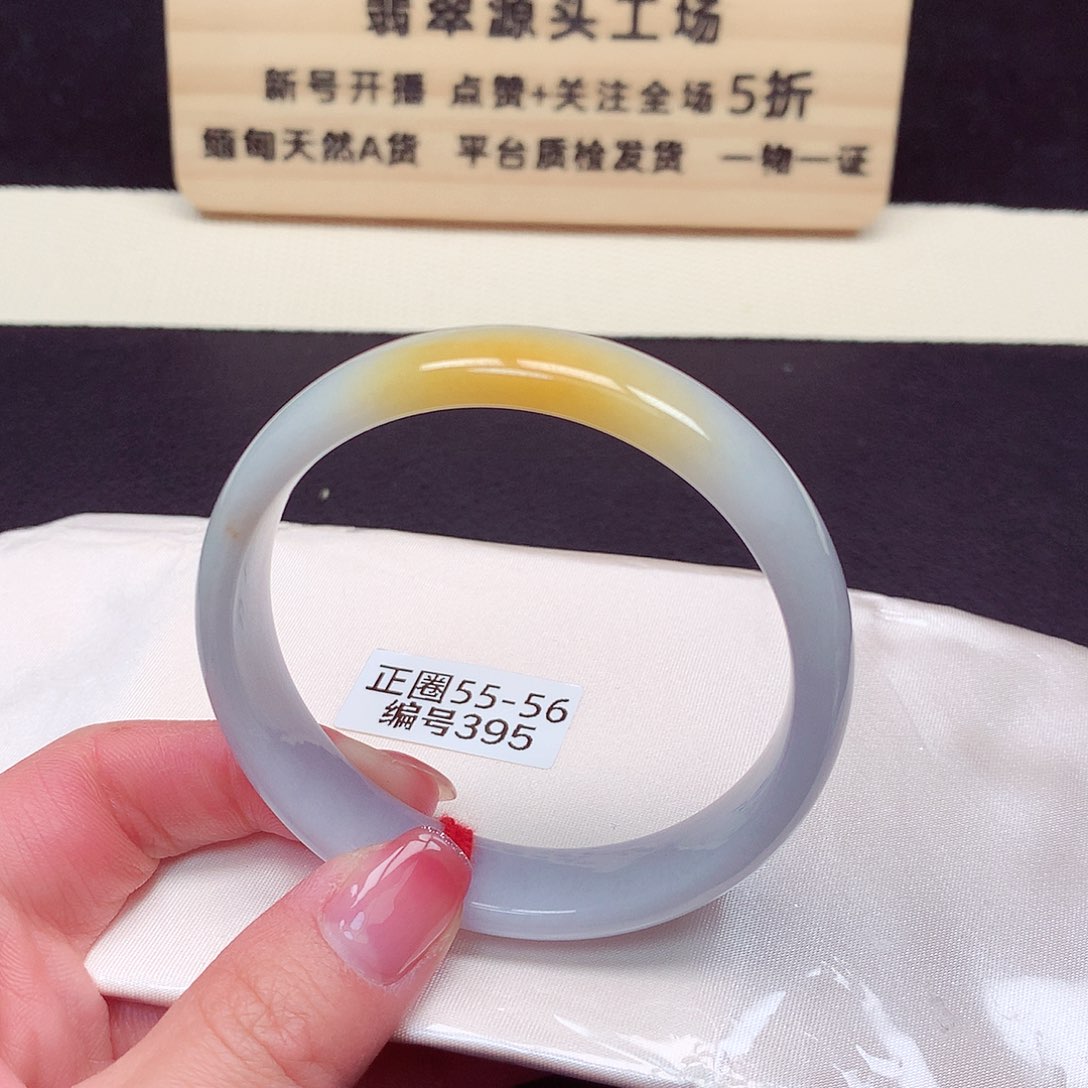 翡翠源头工场
新号开播 点赞+关注全场5折
缅甸天然A货 平台质检发货 一物一证
正圈55-56
编号395